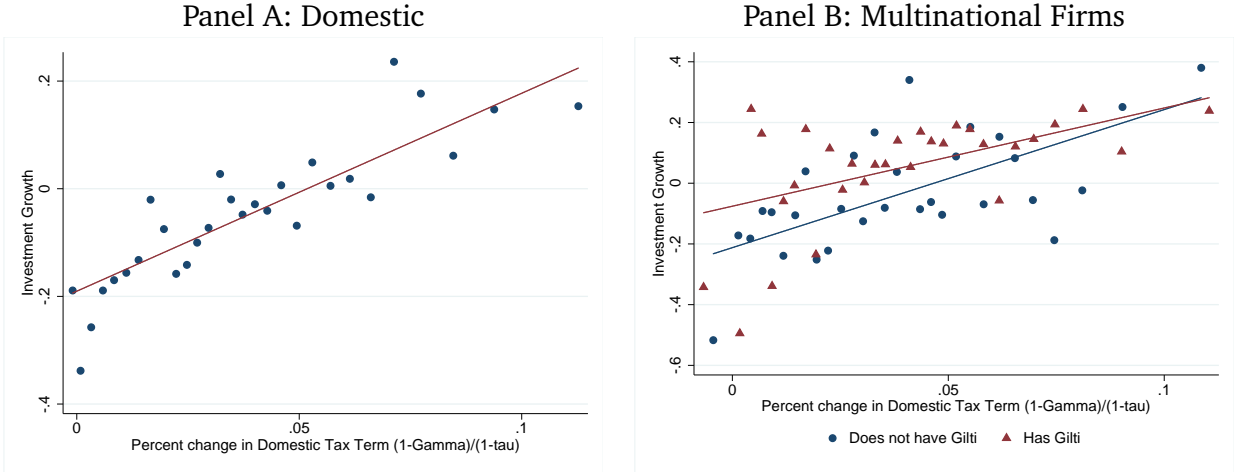 Panel A: Domestic
Investment Growth
.2
0
-.2
-.4
0
.05
.1
Percent change in Domestic Tax Term (1-Gamma)/(1-tau)
Panel B: Multinational Firms
Investment Growth
.4
.2
0
-.2
-.4
-.6
0
.05
.1
Percent change in Domestic Tax Term (1-Gamma)/(1-tau)
Does not have Gilti
Has Gilti